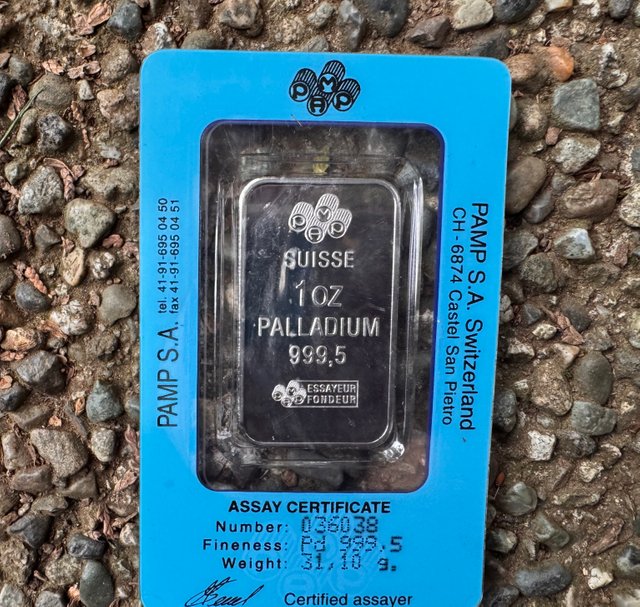 PAMP
PAMP S.A. tel. 41-91-695 04 50
fax 41-91-695 04 51
PAMP S.A. Switzerland
CH - 6874 Castel San Pietro
PAMP
SUISSE
1 OZ
PALLADIUM
999,5
PAMP
ESSAYEUR
FONDEUR
ASSAY CERTIFICATE
Number: 036038
Fineness: Pd 999,5
Weight: 31,10 g.
Certified assayer